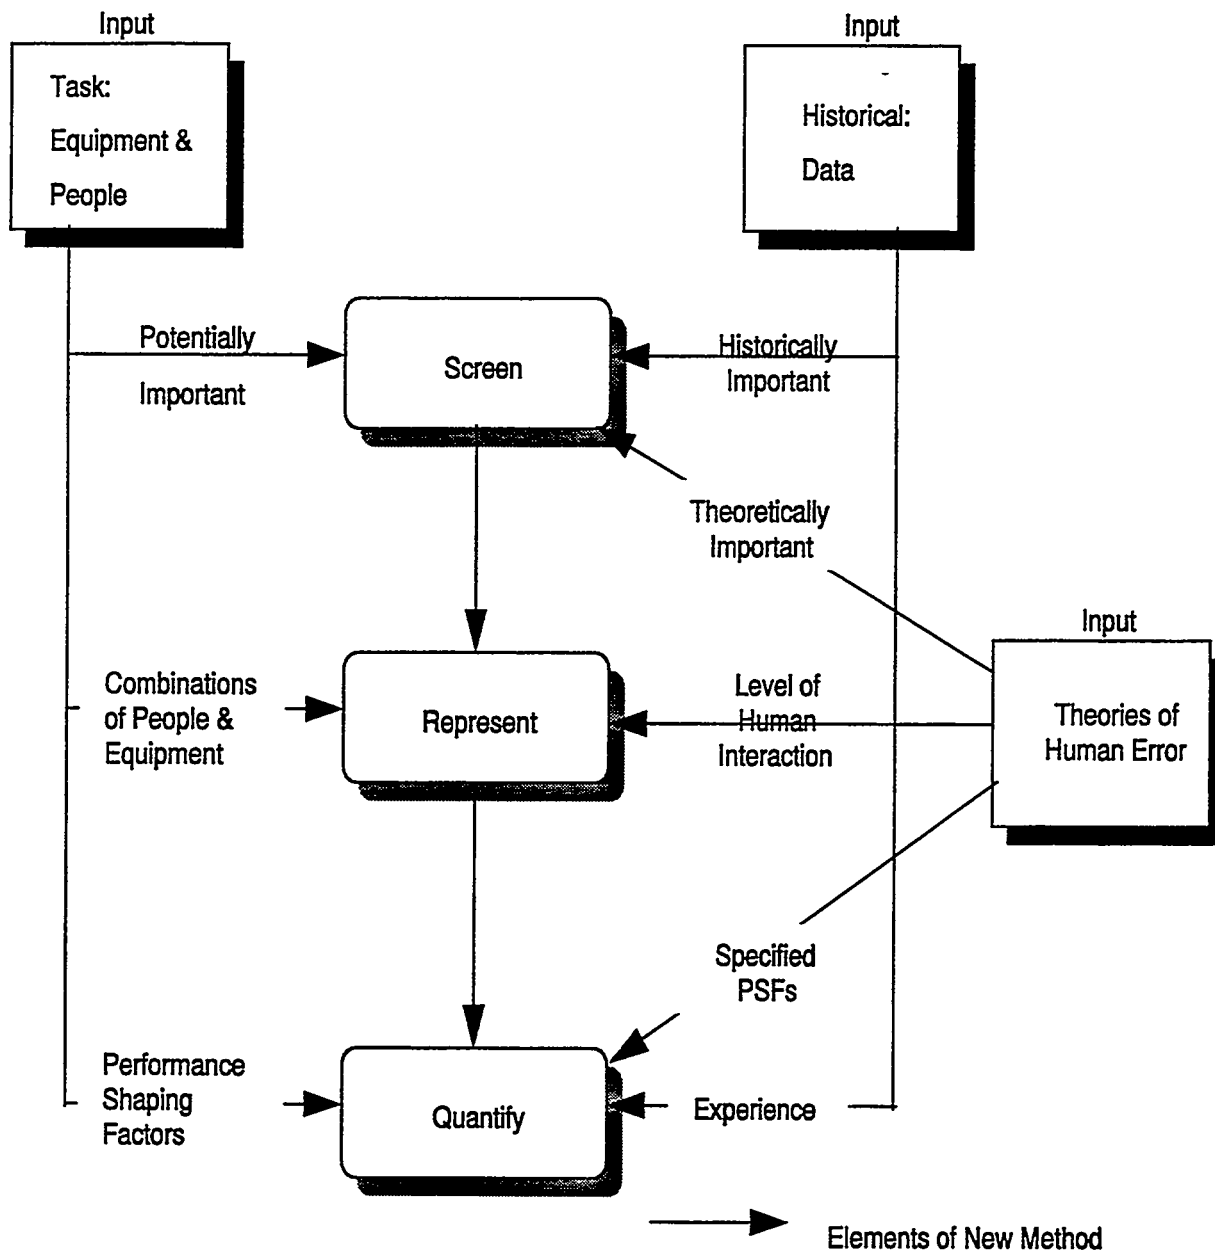 Input
Task:
Equipment &
People
Input
Historical:
Data
Potentially
Important
Screen
Historically
Important
Theoretically
Important
Input
Theories of
Human Error
Combinations
of People &
Equipment
Represent
Level of
Human
Interaction
Specified
PSFs
Performance
Shaping
Factors
Quantify
Experience
Elements of New Method